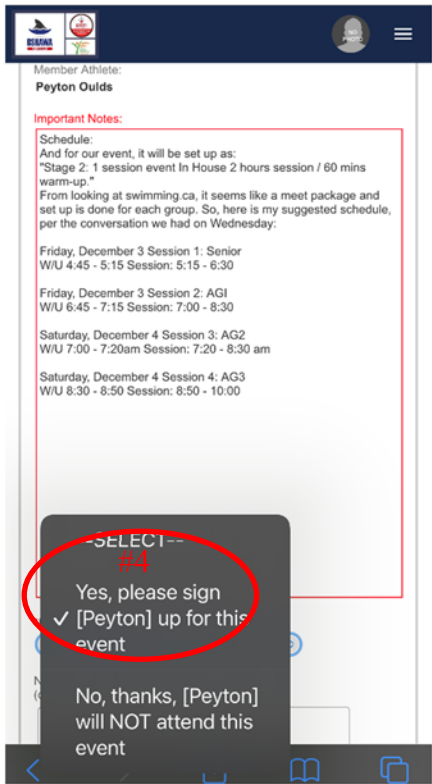 OSHAWA
NO
PHOTO
Member Athlete:
Peyton Oulds
Important Notes:
Schedule:
And for our event, it will be set up as:
"Stage 2: 1 session event In House 2 hours session / 60 mins
warm-up."
From looking at swimming.ca, it seems like a meet package and
set up is done for each group. So, here is my suggested schedule,
per the conversation we had on Wednesday:
Friday, December 3 Session 1: Senior
W/U 4:45 - 5:15 Session: 5:15 - 6:30
Friday, December 3 Session 2: AGI
W/U 6:45 - 7:15 Session: 7:00 - 8:30
Saturday, December 4 Session 3: AG2
W/U 7:00 - 7:20am Session: 7:20 - 8:30 am
Saturday, December 4 Session 4: AG3
W/U 8:30 - 8:50 Session: 8:50 - 10:00
--SELECT--
#4
Yes, please sign
✓ [Peyton] up for this
event
No, thanks, [Peyton]
will NOT attend this
event